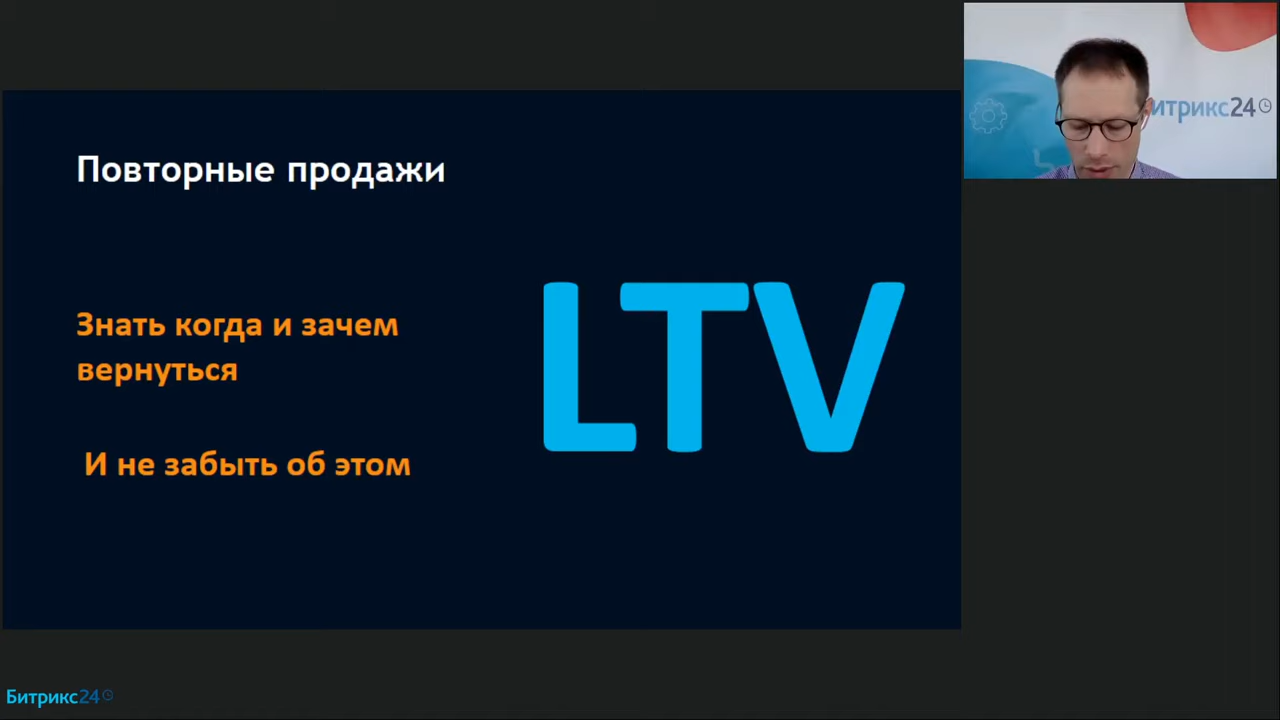 Повторные продажи
Знать когда и зачем
вернуться
И не забыть об этом
LTV
итрикс24
Битрикс24